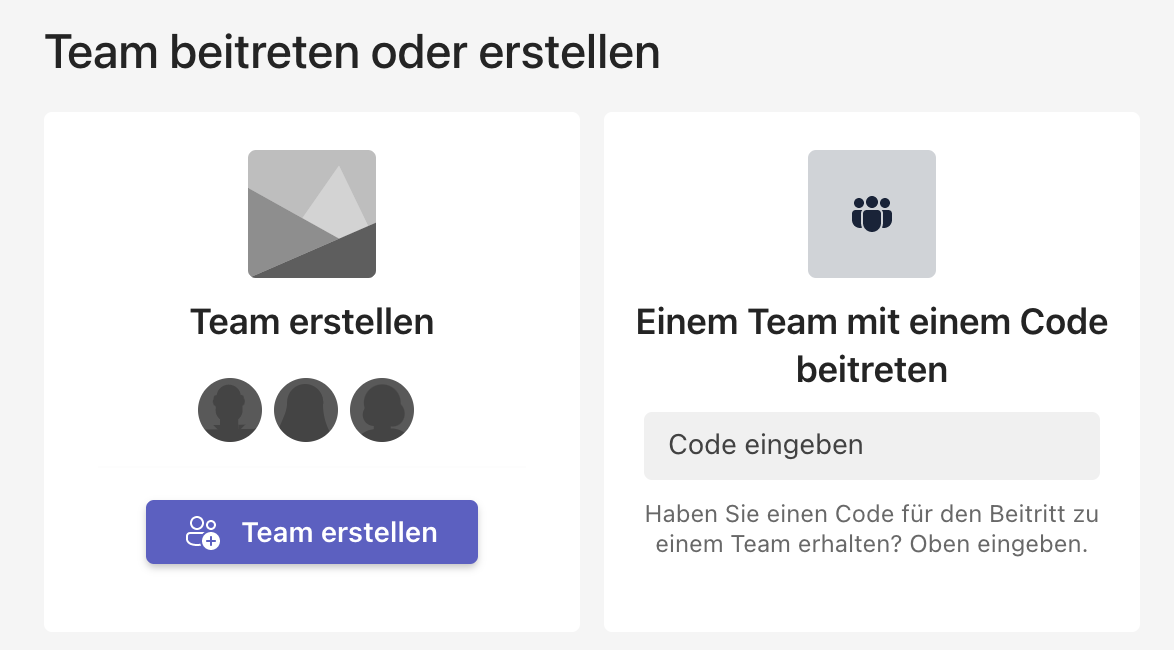 Team beitreten oder erstellen
Team erstellen
Team erstellen
Einem Team mit einem Code
beitreten
Code eingeben
Haben Sie einen Code für den Beitritt zu
einem Team erhalten? Oben eingeben.